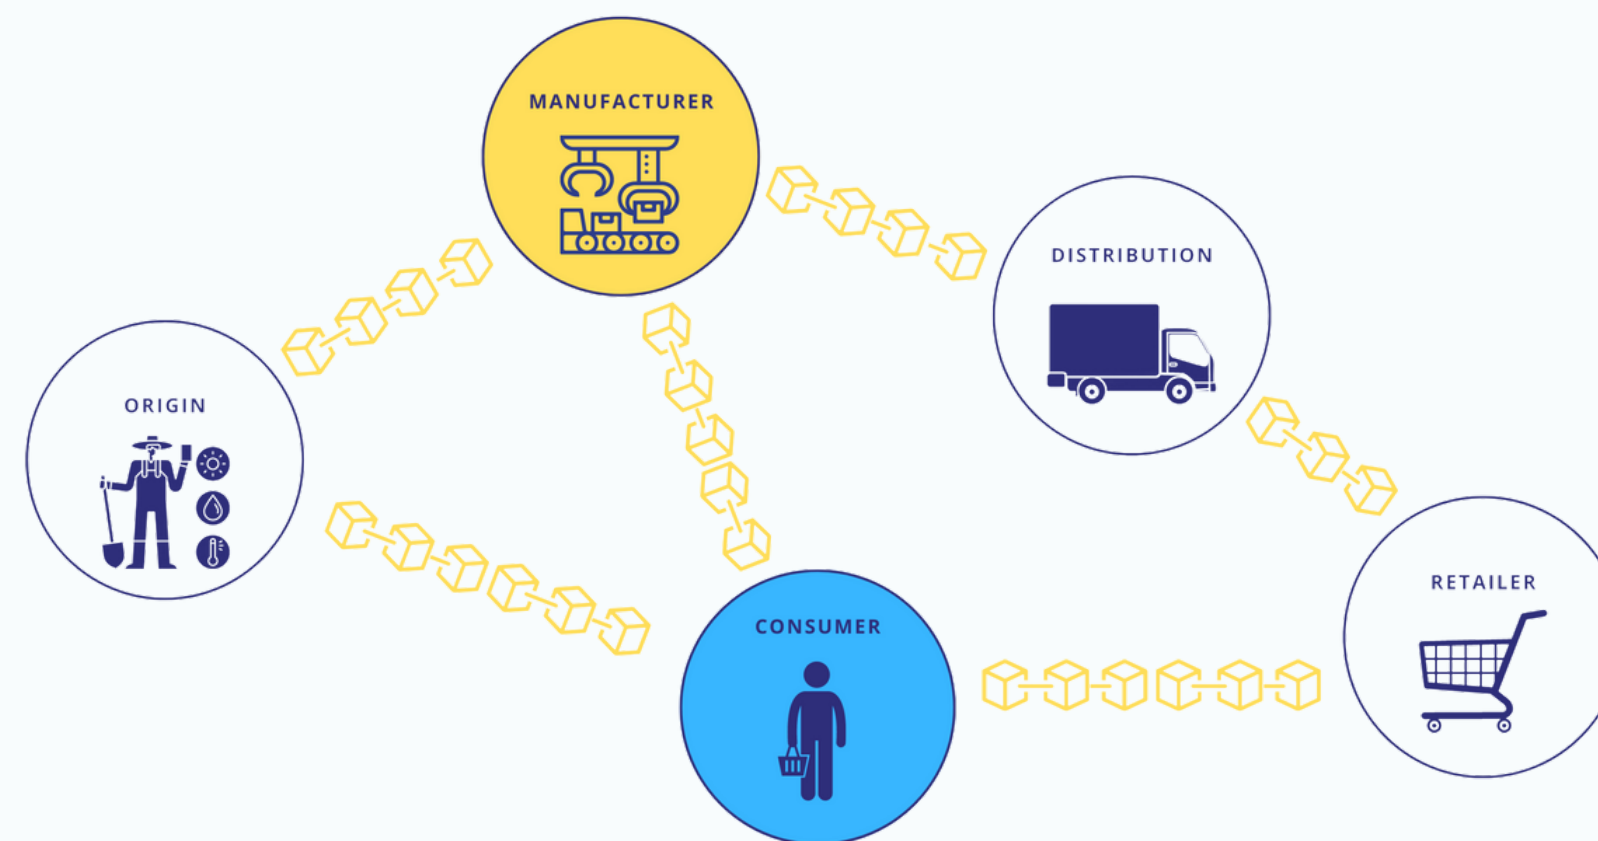 MANUFACTURER
DISTRIBUTION
ORIGIN
RETAILER
CONSUMER